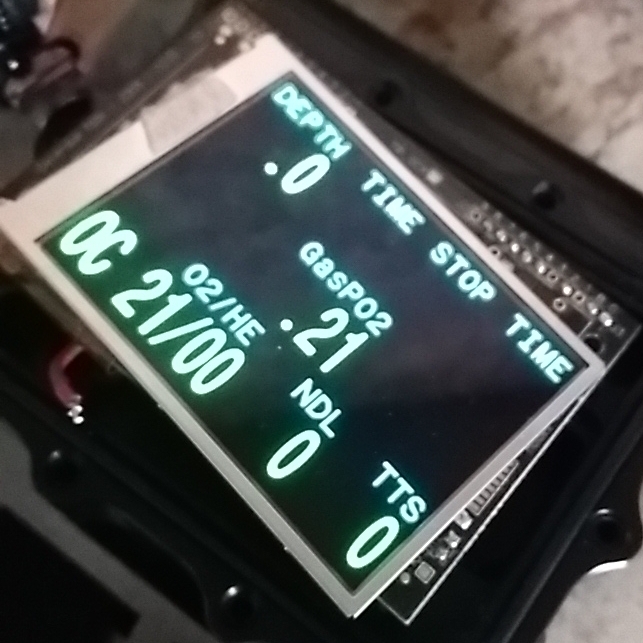 DEPTH TIME STOP TIME
.0
GasPO2
.21
O2/HE NDL TTS
OC 21/00 0 0